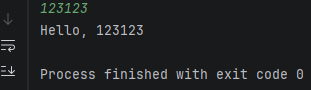 123123
Hello, 123123
Process finished with exit code 0